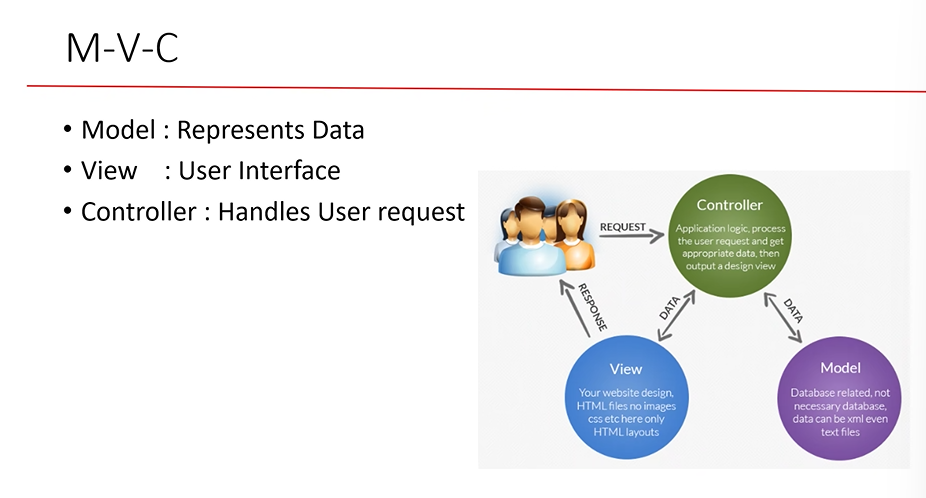 M-V-C
• Model : Represents Data
• View : User Interface
• Controller : Handles User request
REQUEST
Controller
Application logic, process
the user request and get
appropriate data, then
output a design view
RESPONSE
DATA
DATA
View
Your website design,
HTML files no images
css etc here only
HTML layouts
Model
Database related, not
necessary database,
data can be xml even
text files